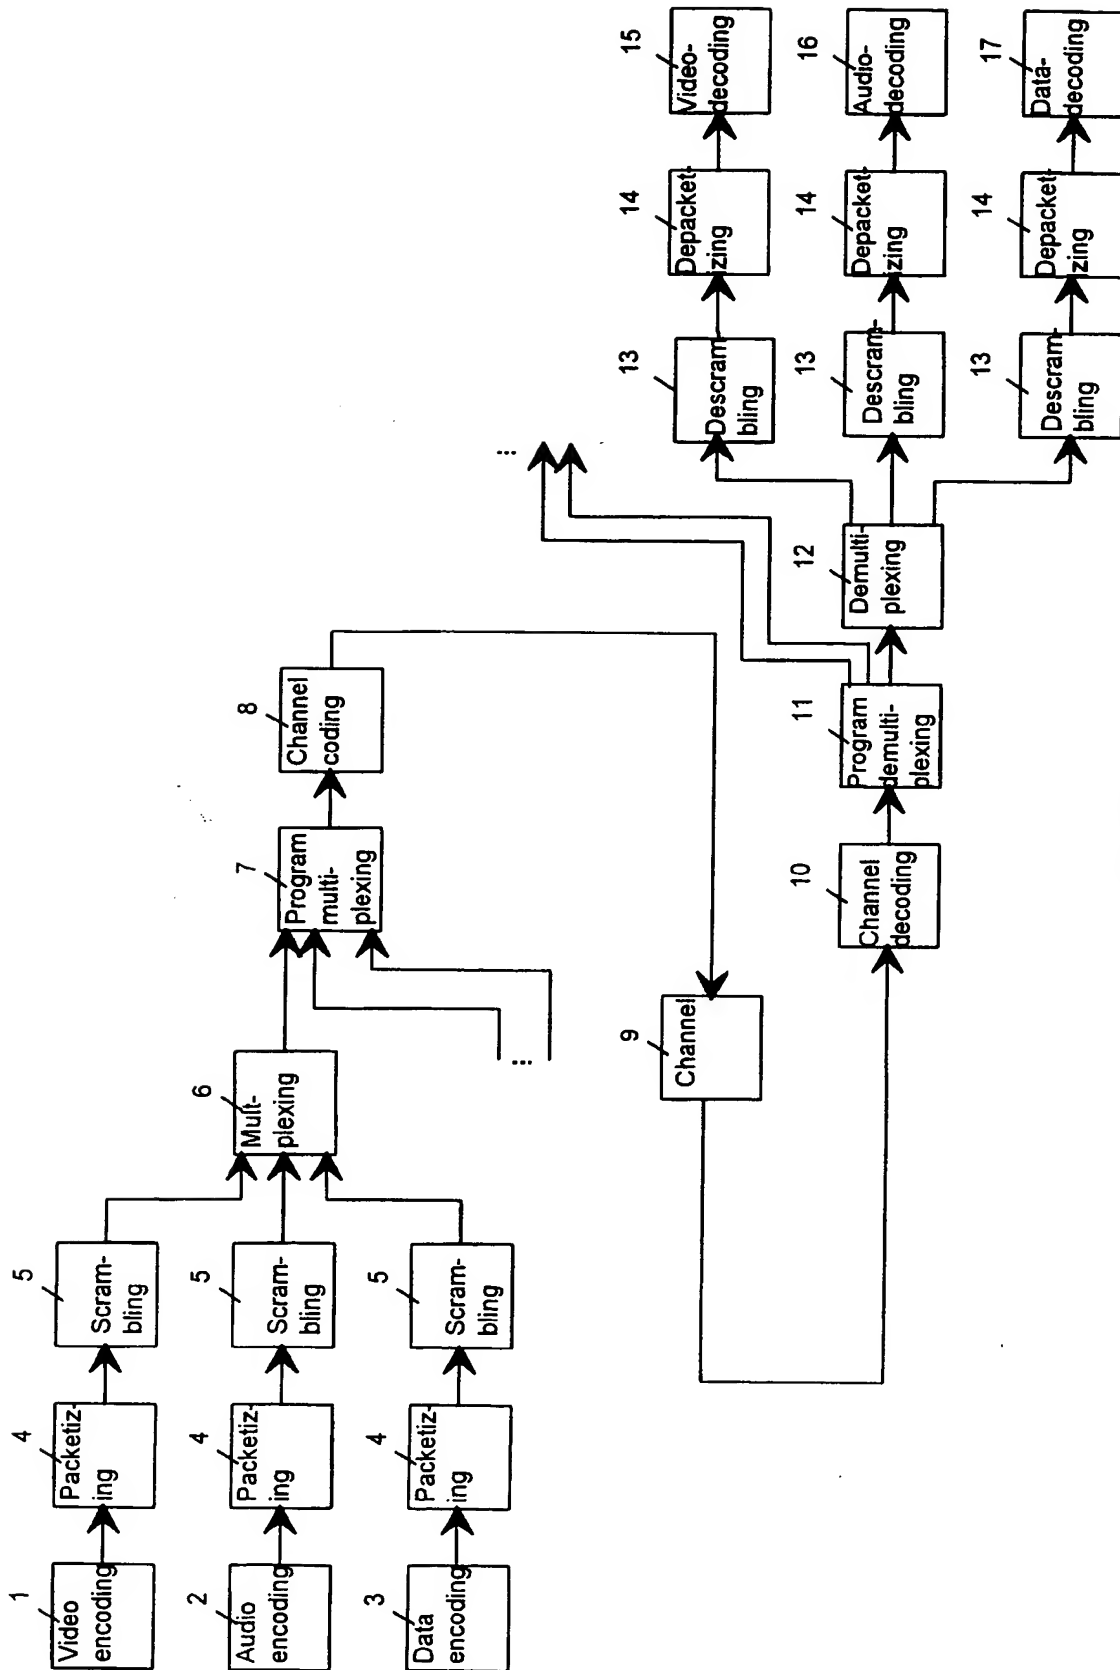 1
Video
encoding
4
Packetiz-
ing
5
Scram-
bling
2
Audio
encoding
4
Packetiz-
ing
5
Scram-
bling
3
Data
encoding
4
Packetiz-
ing
5
Scram-
bling
6
Mult-
plexing
...
7
Program
multi-
plexing
8
Channel
coding
9
Channel
10
Channel
decoding
11
Program
demulti-
plexing
...
12
Demulti-
plexing
13
Descram-
bling
14
Depacket-
izing
15
Video-
decoding
13
Descram-
bling
14
Depacket-
izing
16
Audio-
decoding
13
Descram-
bling
14
Depacket-
izing
17
Data-
decoding